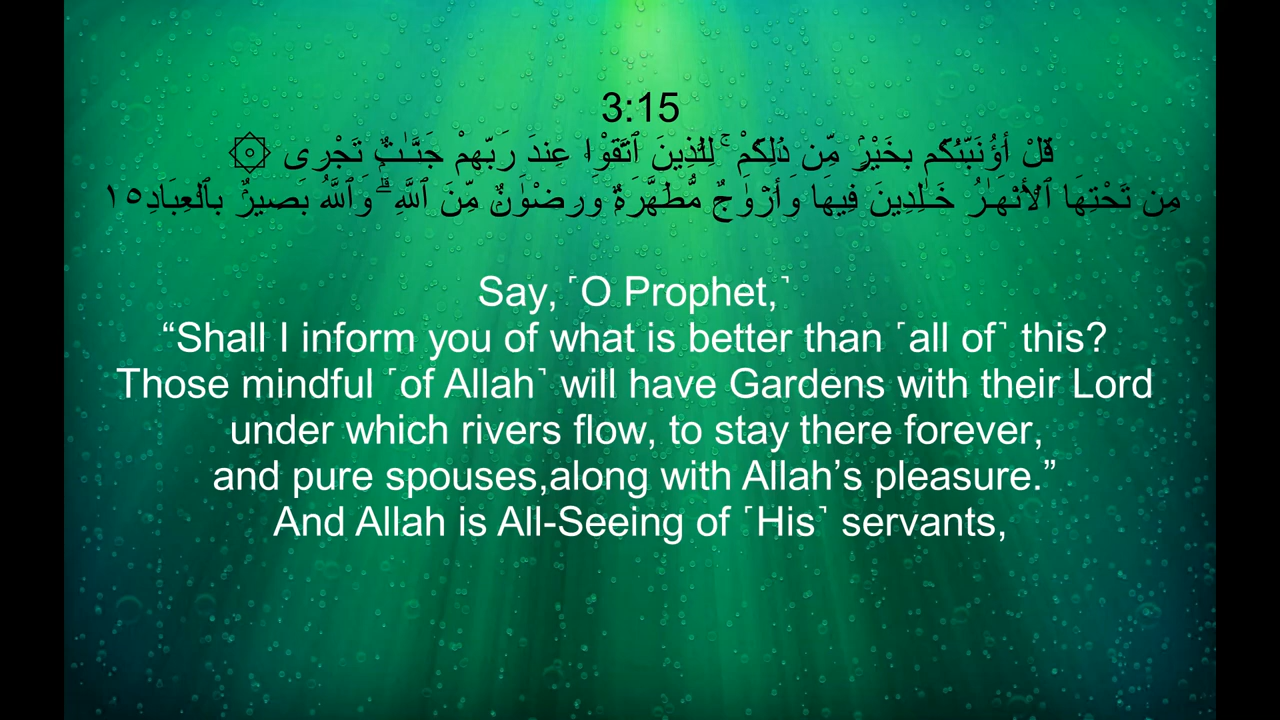 3:15
۞ قُلْ أَؤُنَبِّئُكُم بِخَيْرٍۢ مِّن ذَٰلِكُمْ ۚ لِلَّذِينَ ٱتَّقَوْا۟ عِندَ رَبِّهِمْ جَنَّـٰتٌۭ تَجْرِى
مِن تَحْتِهَا ٱلْأَنْهَـٰرُ خَـٰلِدِينَ فِيهَا وَأَزْوَٰجٌۭ مُّطَهَّرَةٌۭ وَرِضْوَٰنٌۭ مِّنَ ٱللَّهِ ۗ وَٱللَّهُ بَصِيرٌۢ بِٱلْعِبَادِ ١٥
Say, ˹O Prophet,˺
“Shall I inform you of what is better than ˹all of˺ this?
Those mindful ˹of Allah˺ will have Gardens with their Lord
under which rivers flow, to stay there forever,
and pure spouses,along with Allah’s pleasure.”
And Allah is All-Seeing of ˹His˺ servants,